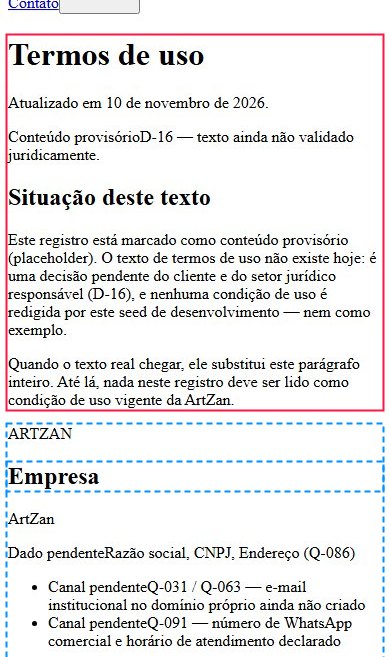 Contato
Termos de uso
Atualizado em 10 de novembro de 2026.
Conteúdo provisórioD-16 — texto ainda não validado
juridicamente.
Situação deste texto
Este registro está marcado como conteúdo provisório
(placeholder). O texto de termos de uso não existe hoje: é
uma decisão pendente do cliente e do setor jurídico
responsável (D-16), e nenhuma condição de uso é
redigida por este seed de desenvolvimento — nem como
exemplo.
Quando o texto real chegar, ele substitui este parágrafo
inteiro. Até lá, nada neste registro deve ser lido como
condição de uso vigente da ArtZan.
ARTZAN
Empresa
ArtZan
Dado pendenteRazão social, CNPJ, Endereço (Q-086)
• Canal pendenteQ-031 / Q-063 — e-mail
institucional no domínio próprio ainda não criado
• Canal pendenteQ-091 — número de WhatsApp
comercial e horário de atendimento declarado